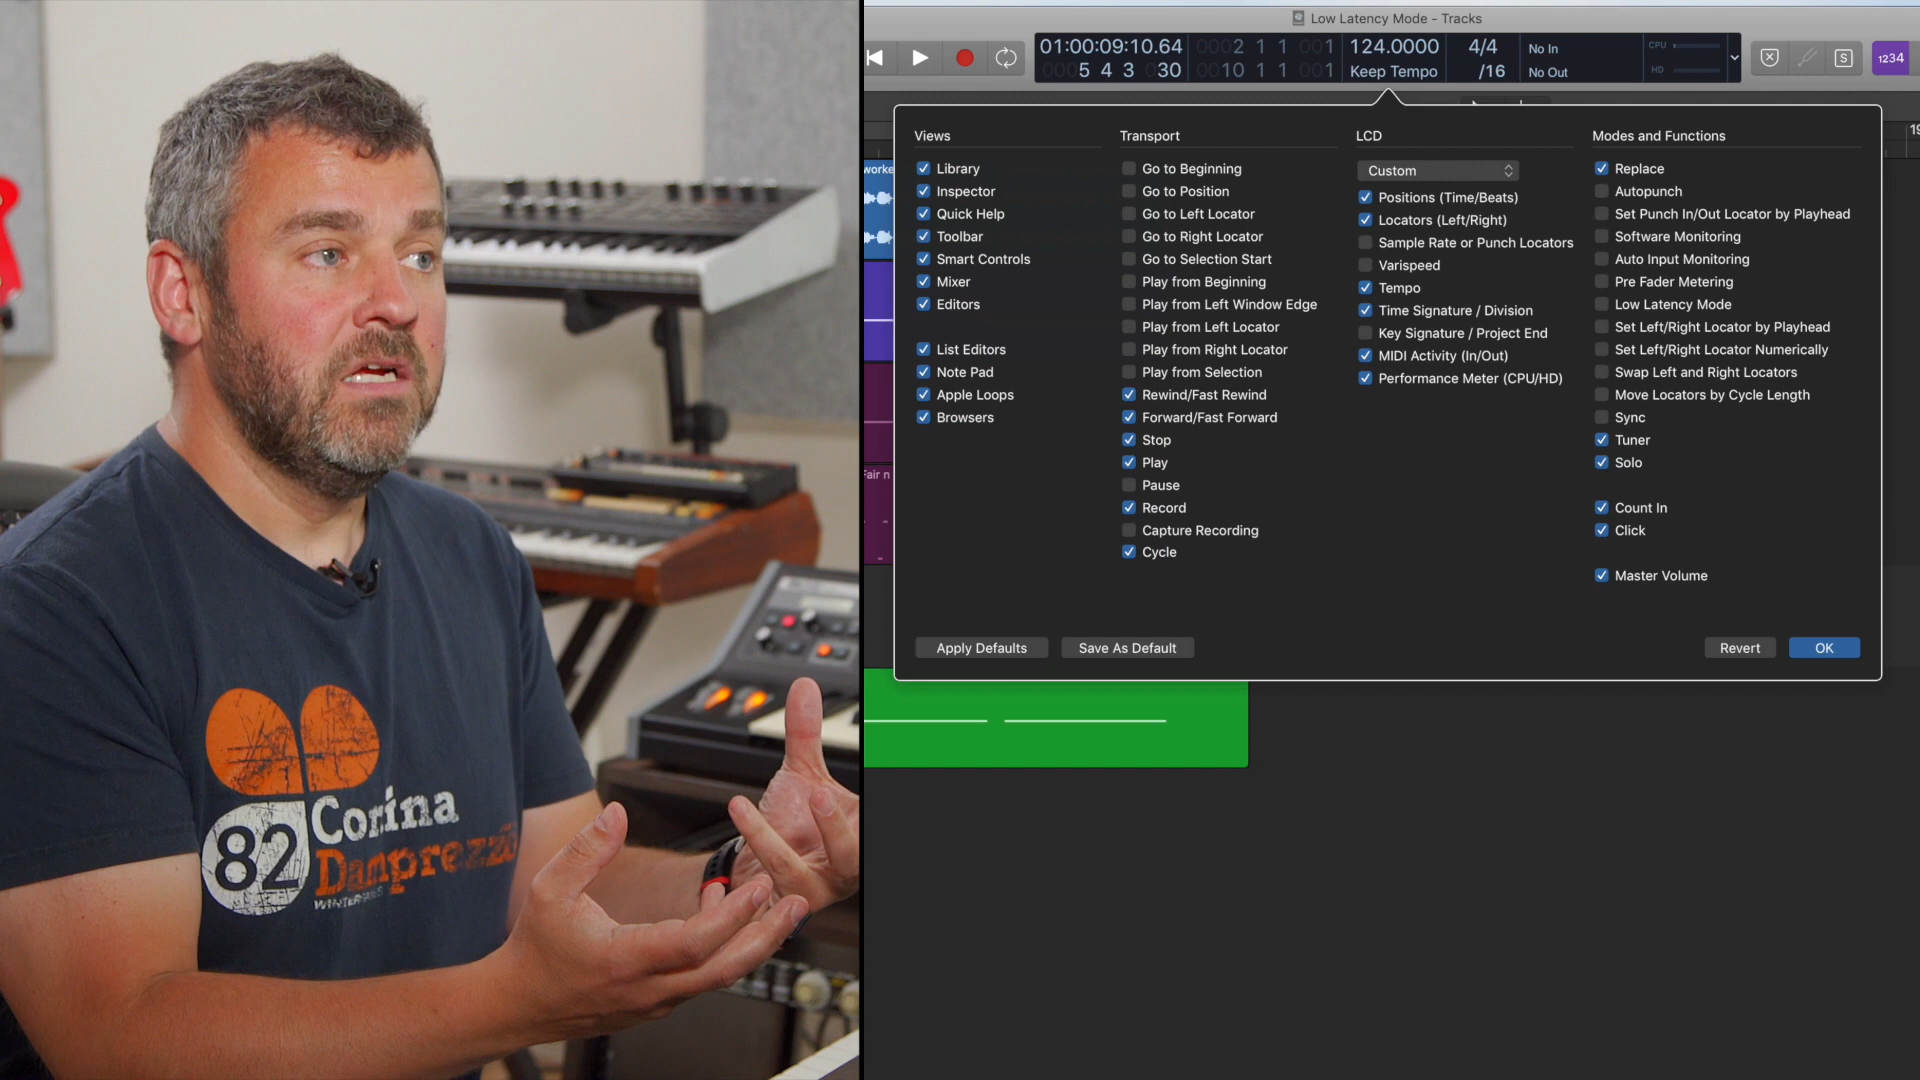 Low Latency Mode - Tracks
01:00:09:10.64
0002 1 1 001
124.0000
4/4
No In
CPU
0005 4 3 030
0010 1 1 001
Keep Tempo
/16
No Out
HD
S
1234
Views
Library
Inspector
Quick Help
Toolbar
Smart Controls
Mixer
Editors
List Editors
Note Pad
Apple Loops
Browsers
Transport
Go to Beginning
Go to Position
Go to Left Locator
Go to Right Locator
Go to Selection Start
Play from Beginning
Play from Left Window Edge
Play from Left Locator
Play from Right Locator
Play from Selection
Rewind/Fast Rewind
Forward/Fast Forward
Stop
Play
Pause
Record
Capture Recording
Cycle
LCD
Custom
Positions (Time/Beats)
Locators (Left/Right)
Sample Rate or Punch Locators
Varispeed
Tempo
Time Signature / Division
Key Signature / Project End
MIDI Activity (In/Out)
Performance Meter (CPU/HD)
Modes and Functions
Replace
Autopunch
Set Punch In/Out Locator by Playhead
Software Monitoring
Auto Input Monitoring
Pre Fader Metering
Low Latency Mode
Set Left/Right Locator by Playhead
Set Left/Right Locator Numerically
Swap Left and Right Locators
Move Locators by Cycle Length
Sync
Tuner
Solo
Count In
Click
Master Volume
Apply Defaults
Save As Default
Revert
OK
worke
Fair n
82
Corina
Damprezzo